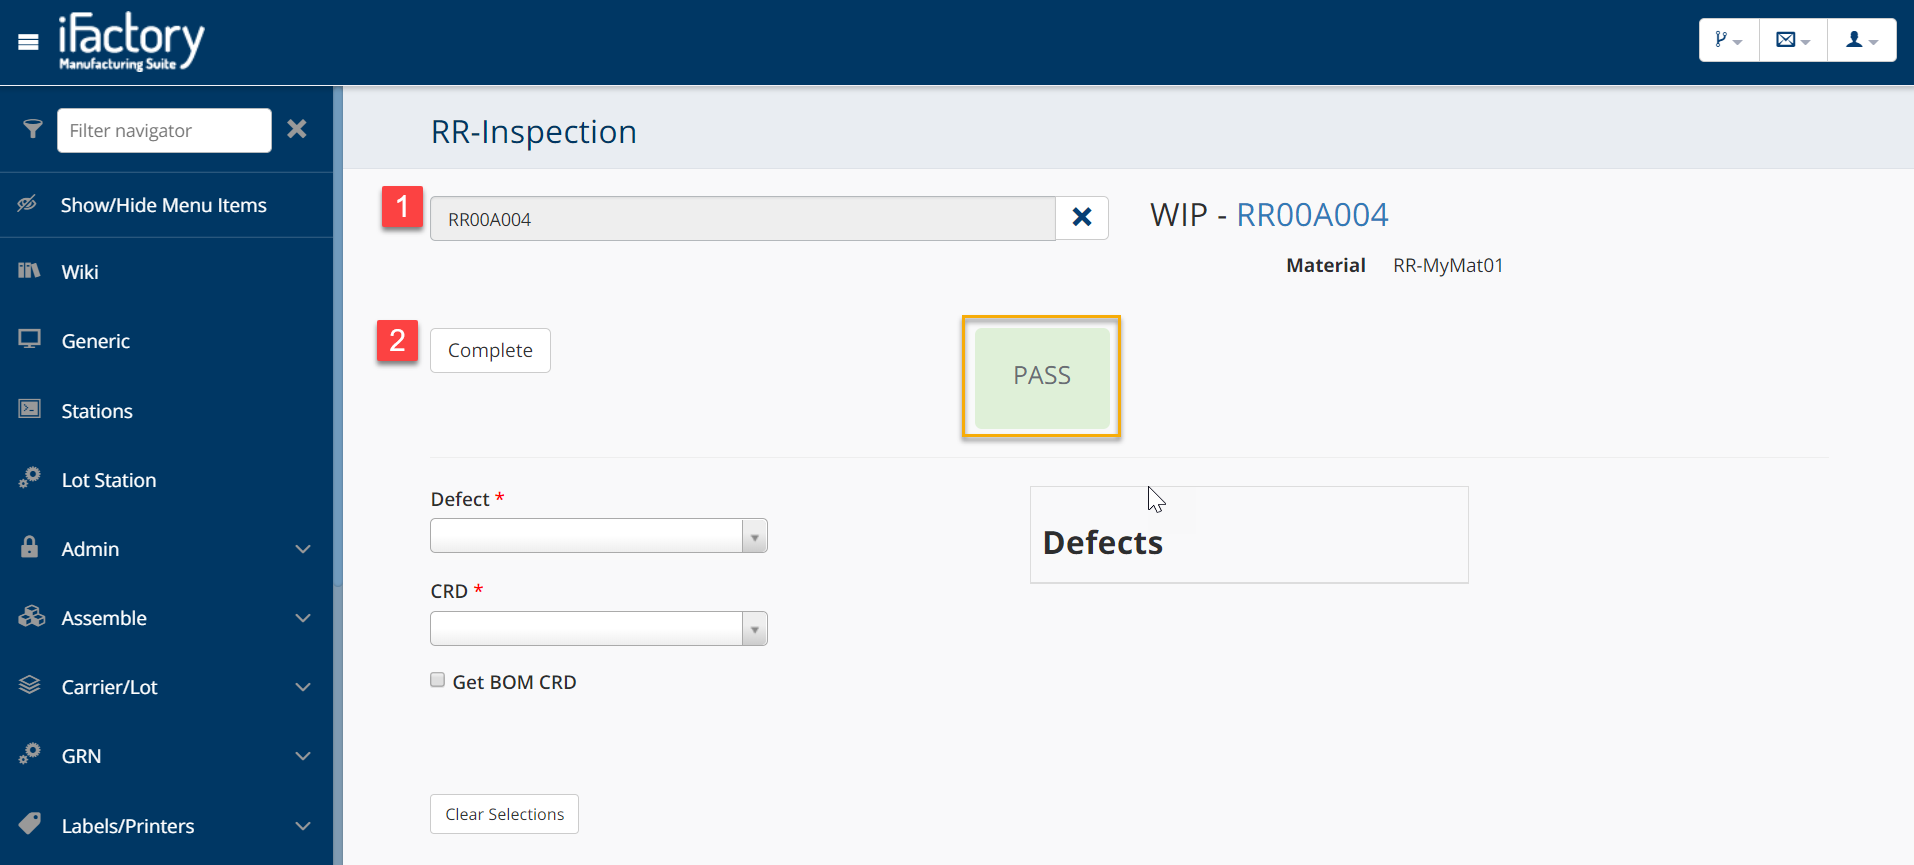 iFactory
Manufacturing Suite
Filter navigator
Show/Hide Menu Items
Wiki
Generic
Stations
Lot Station
Admin
Assemble
Carrier/Lot
GRN
Labels/Printers
RR-Inspection
1
RR00A004
WIP - RR00A004
Material RR-MyMat01
2
Complete
PASS
Defect *
CRD *
Get BOM CRD
Defects
Clear Selections